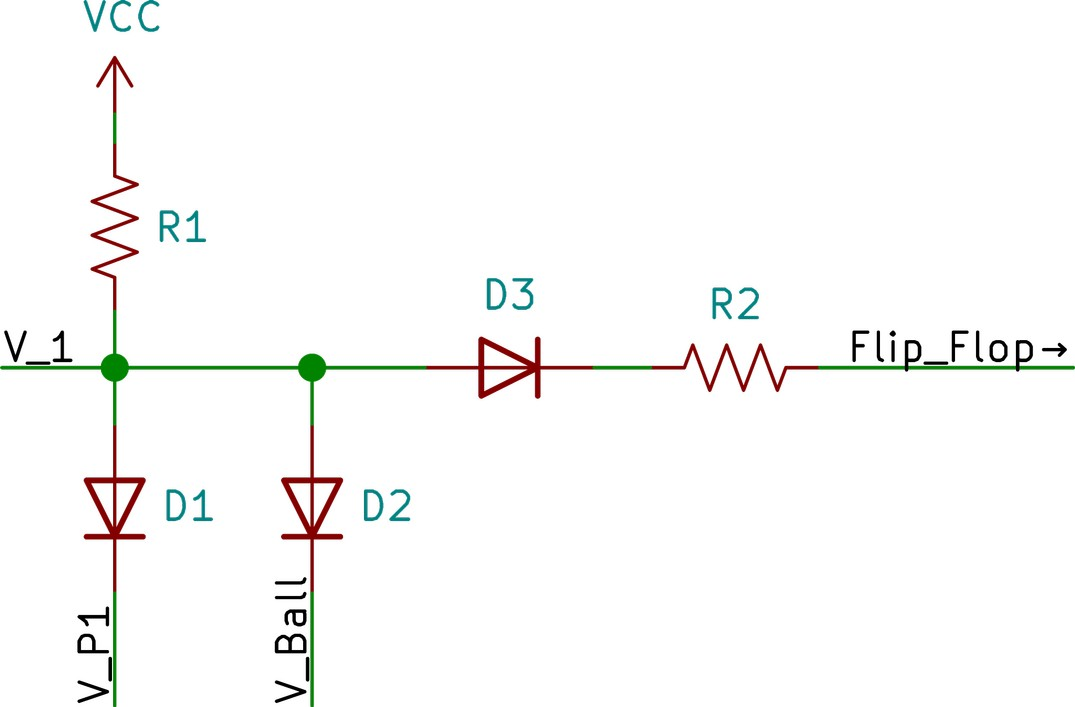 VCC
R1
D3
R2
V_1
Flip_Flop→
D1
D2
V_P1
V_Ball